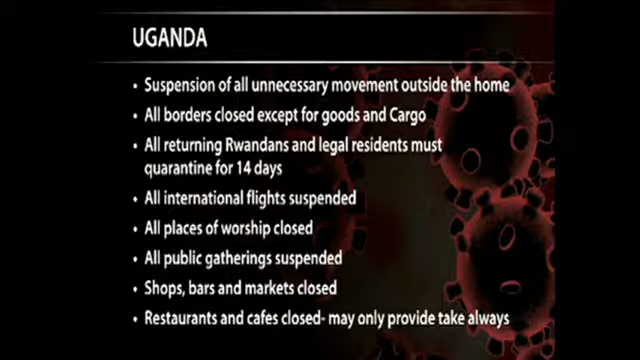 UGANDA
• Suspension of all unnecessary movement outside the home
• All borders closed except for goods and Cargo
• All returning Rwandans and legal residents must
quarantine for 14 days
• All international flights suspended
• All places of worship closed
• All public gatherings suspended
• Shops, bars and markets closed
• Restaurants and cafes closed- may only provide take always